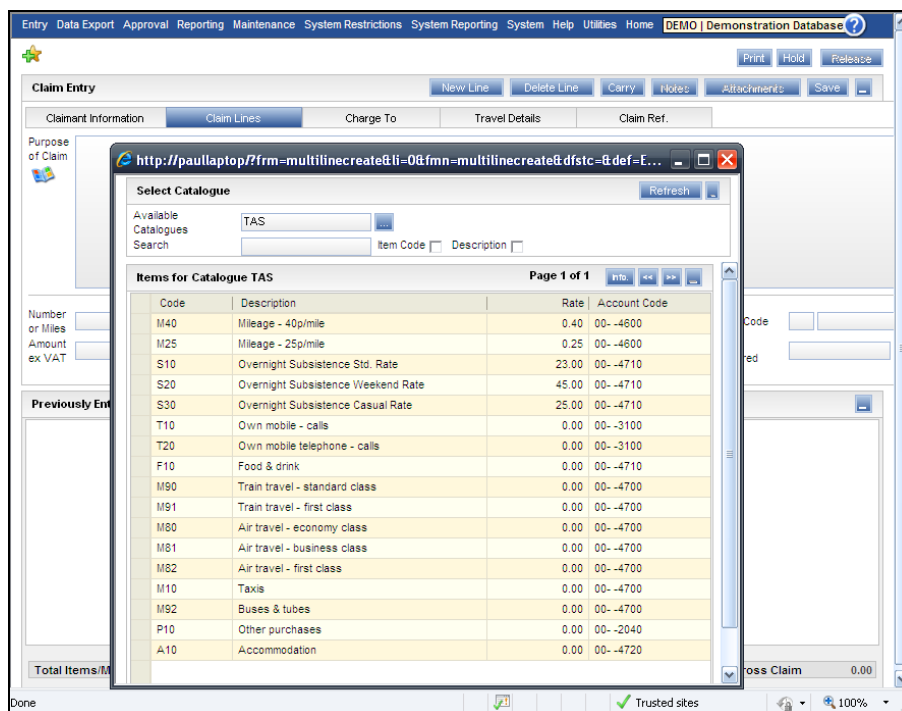 Entry Data Export Approval Reporting Maintenance System Restrictions System Reporting System Help Utilities Home DEMO | Demonstration Database ?
Print Hold Release
Claim Entry New Line Delete Line Carry Notes Attachments Save
Claimant Information Claim Lines Charge To Travel Details Claim Ref.
Purpose
of Claim
http://paullaptop/?frm=multilinecreate&li=0&fmn=multilinecreate&dfstc=&def=E...
Select Catalogue Refresh
Available
Catalogues TAS ...
Search Item Code Description
Items for Catalogue TAS Page 1 of 1 Info. << >>
Code Description Rate Account Code
M40 Mileage - 40p/mile 0.40 00- -4600
M25 Mileage - 25p/mile 0.25 00- -4600
S10 Overnight Subsistence Std. Rate 23.00 00- -4710
S20 Overnight Subsistence Weekend Rate 45.00 00- -4710
S30 Overnight Subsistence Casual Rate 25.00 00- -4710
T10 Own mobile - calls 0.00 00- -3100
T20 Own mobile telephone - calls 0.00 00- -3100
F10 Food & drink 0.00 00- -4710
M90 Train travel - standard class 0.00 00- -4700
M91 Train travel - first class 0.00 00- -4700
M80 Air travel - economy class 0.00 00- -4700
M81 Air travel - business class 0.00 00- -4700
M82 Air travel - first class 0.00 00- -4700
M10 Taxis 0.00 00- -4700
M92 Buses & tubes 0.00 00- -4700
P10 Other purchases 0.00 00- -2040
A10 Accommodation 0.00 00- -4720
Number
or Miles
Code
Amount
ex VAT
red
Previously Ent
Total Items/M
ross Claim 0.00
Done Trusted sites 100%